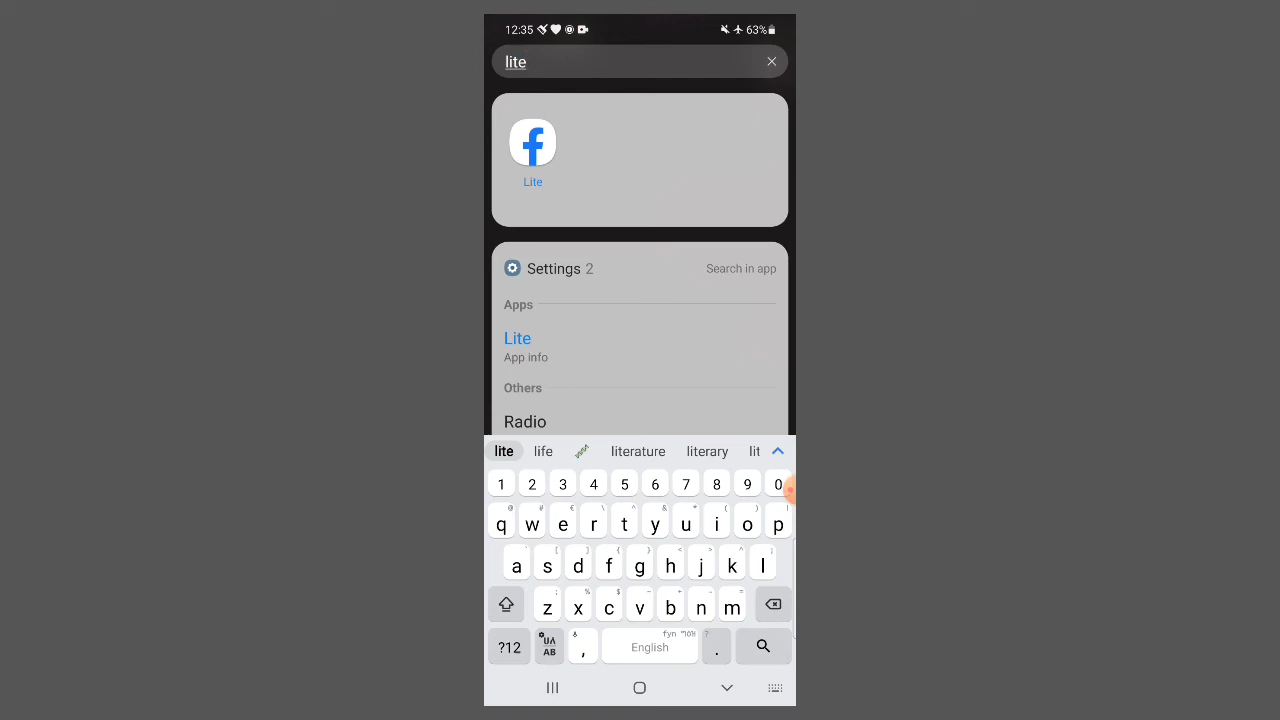 12:35 63%
lite
Lite
Settings 2 Search in app
Apps
Lite
App info
Others
Radio
lite life literature literary lit
1 2 3 4 5 6 7 8 9 0
q w e r t y u i o p
a s d f g h j k l
z x c v b n m
?12 , English .